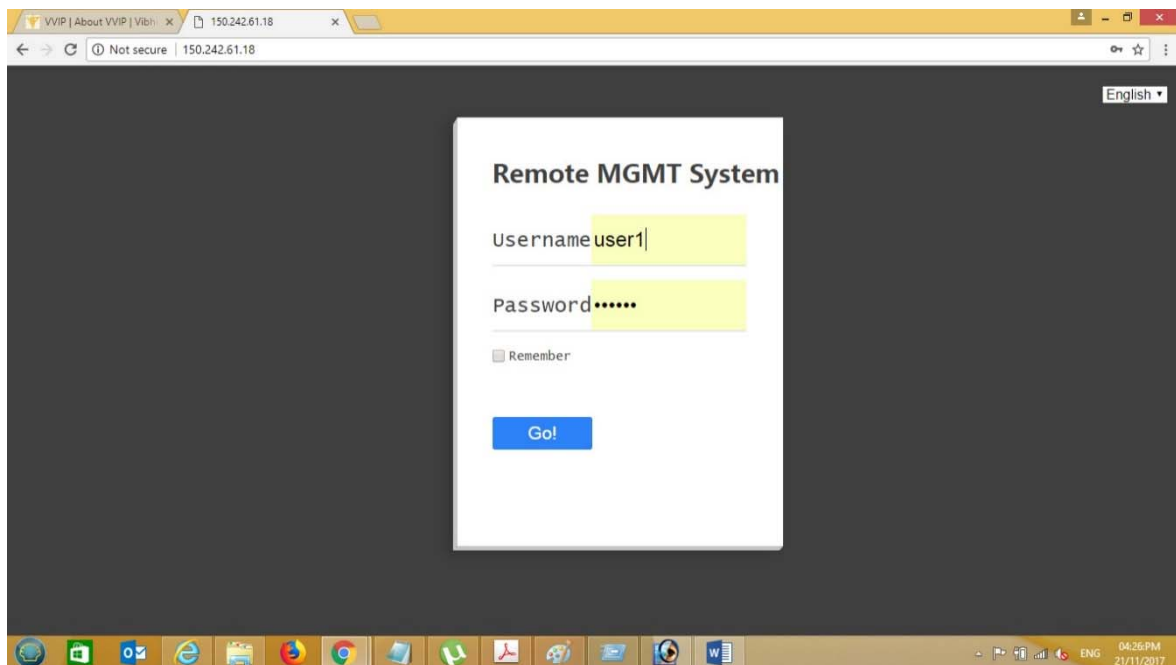 VVIP | About VVIP | Vibh
150.242.61.18
Not secure | 150.242.61.18
English
Remote MGMT System
Username user1
Password ••••••
Remember
Go!
ENG
04:26PM
21/11/2017